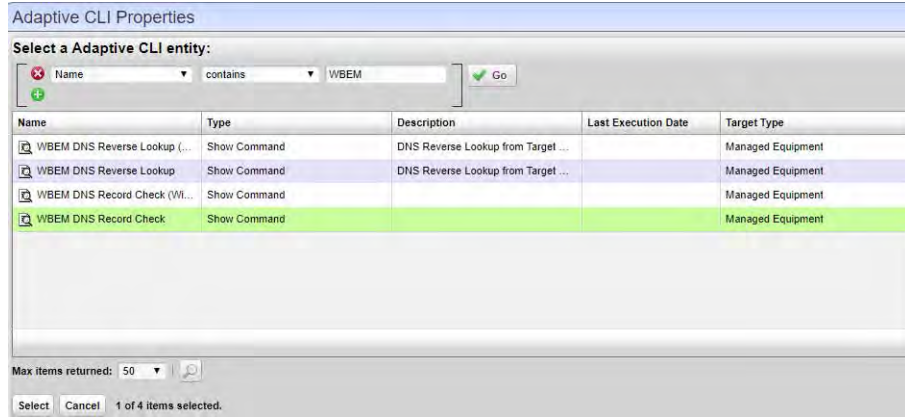 Adaptive CLI Properties
Select a Adaptive CLI entity:
Name contains WBEM Go
Name Type Description Last Execution Date Target Type
WBEM DNS Reverse Lookup (... Show Command DNS Reverse Lookup from Target ... Managed Equipment
WBEM DNS Reverse Lookup Show Command DNS Reverse Lookup from Target ... Managed Equipment
WBEM DNS Record Check (Wi... Show Command Managed Equipment
WBEM DNS Record Check Show Command Managed Equipment
Max items returned: 50
Select Cancel 1 of 4 items selected.